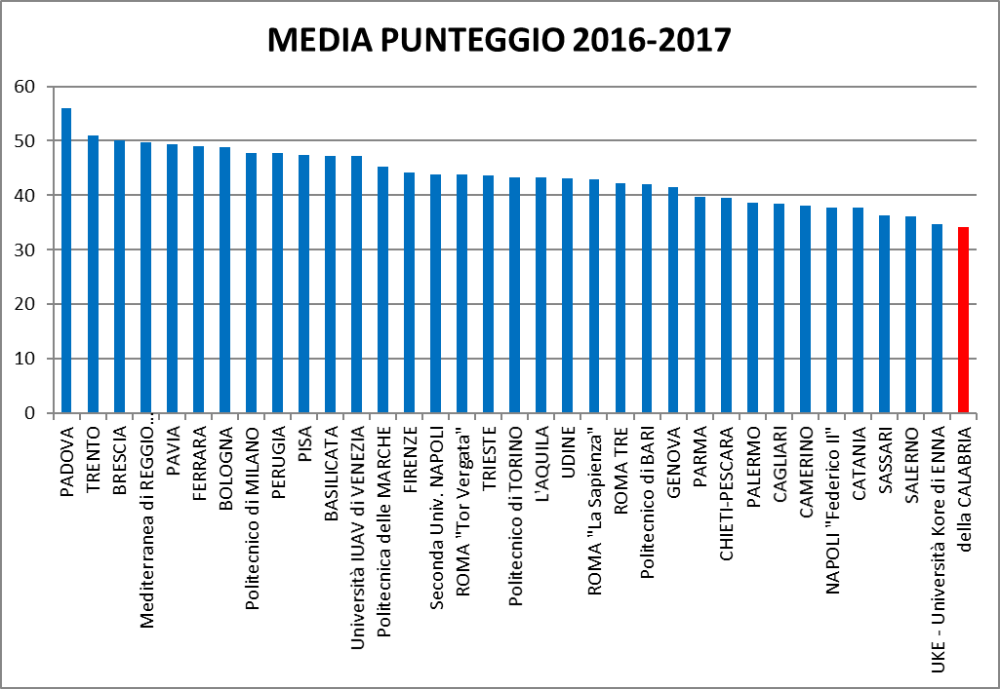 MEDIA PUNTEGGIO 2016-2017
60
50
40
30
20
10
0
PADOVA
TRENTO
BRESCIA
Mediterranea di REGGIO...
PAVIA
FERRARA
BOLOGNA
Politecnico di MILANO
PERUGIA
PISA
BASILICATA
Università IUAV di VENEZIA
Politecnica delle MARCHE
FIRENZE
Seconda Univ. NAPOLI
ROMA "Tor Vergata"
TRIESTE
Politecnico di TORINO
L'AQUILA
UDINE
ROMA "La Sapienza"
ROMA TRE
Politecnico di BARI
GENOVA
PARMA
CHIETI-PESCARA
PALERMO
CAGLIARI
CAMERINO
NAPOLI "Federico II"
CATANIA
SASSARI
SALERNO
UKE - Università Kore di ENNA
della CALABRIA